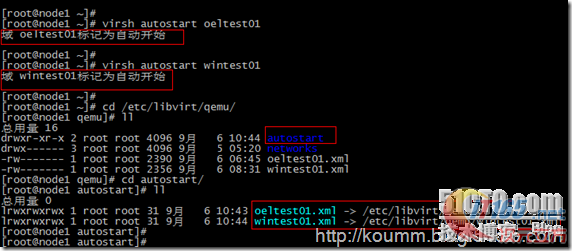 [root@node1 ~]#
[root@node1 ~]# virsh autostart oeltest01
域 oeltest01标记为自动开始
[root@node1 ~]#
[root@node1 ~]# virsh autostart wintest01
域 wintest01标记为自动开始
[root@node1 ~]#
[root@node1 ~]# cd /etc/libvirt/qemu/
[root@node1 qemu]# ll
总用量 16
drwxr-xr-x 2 root root 4096 9月 6 10:44 autostart
drwx------ 3 root root 4096 9月 5 05:20 networks
-rw------- 1 root root 2390 9月 6 06:45 oeltest01.xml
-rw------- 1 root root 2356 9月 6 08:31 wintest01.xml
[root@node1 qemu]# cd autostart/
[root@node1 autostart]# ll
总用量 0
lrwxrwxrwx 1 root root 31 9月 6 10:43 oeltest01.xml -> /etc/libvirt
lrwxrwxrwx 1 root root 31 9月 6 10:44 wintest01.xml -> /etc/libvirt
[root@node1 autostart]#
[root@node1 autostart]#
51CTO.com
http://koumm.blog